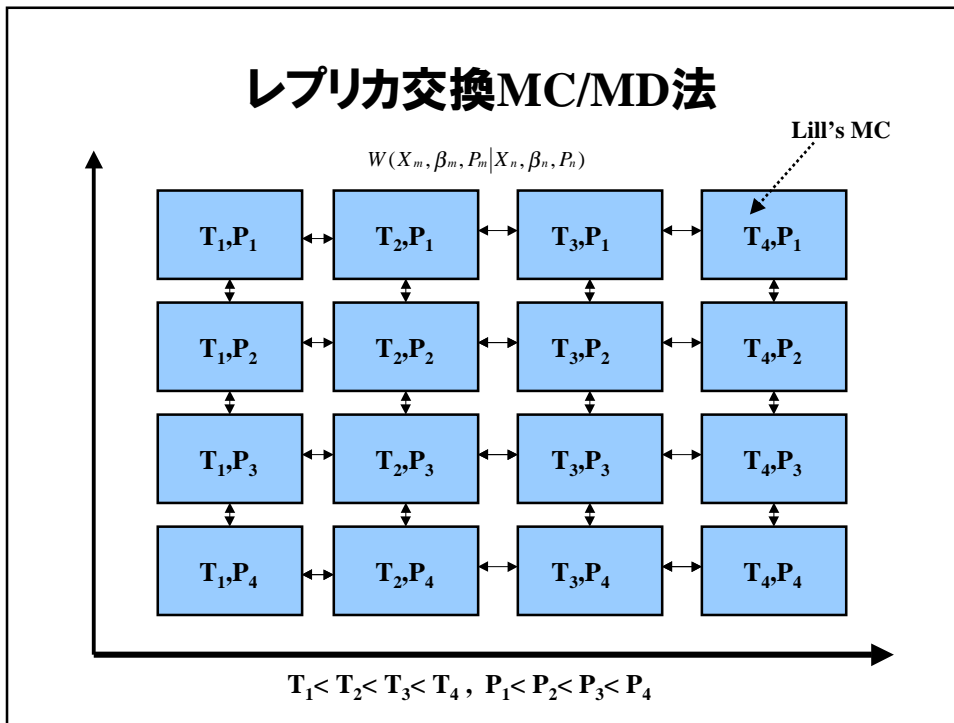 レプリカ交換MC/MD法
Lill's MC
W(Xₘ, βₘ, Pₘ|Xₙ, βₙ, Pₙ)
T₁,P₁ T₂,P₁ T₃,P₁ T₄,P₁
T₁,P₂ T₂,P₂ T₃,P₂ T₄,P₂
T₁,P₃ T₂,P₃ T₃,P₃ T₄,P₃
T₁,P₄ T₂,P₄ T₃,P₄ T₄,P₄
T₁< T₂< T₃< T₄ , P₁< P₂< P₃< P₄